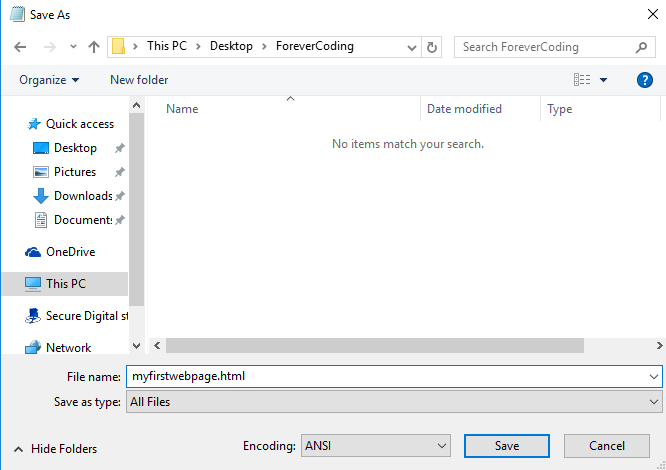 Save As
This PC > Desktop > ForeverCoding
Search ForeverCoding
Organize
New folder
Name
Date modified
Type
No items match your search.
Quick access
Desktop
Pictures
Downloads
Documents
OneDrive
This PC
Secure Digital st
Network
File name: myfirstwebpage.html
Save as type: All Files
Hide Folders
Encoding: ANSI
Save
Cancel